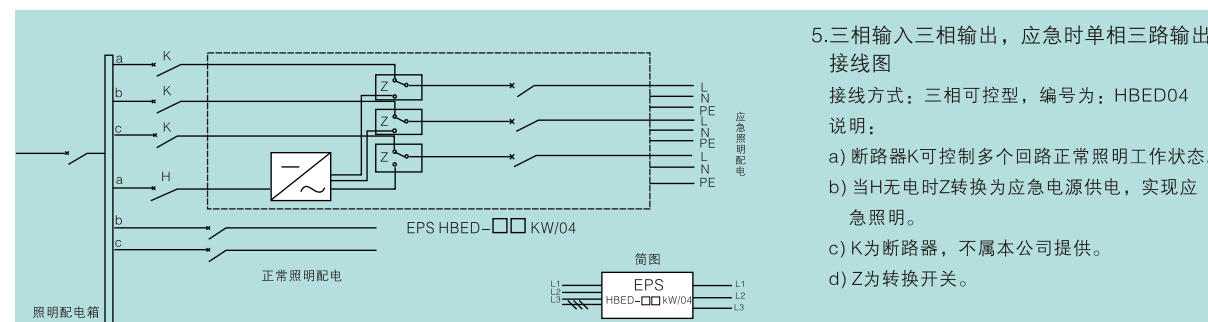 a
K
b
K
c
K
a
H
b
c
Z
Z
Z
L
N
PE
L
N
PE
L
N
PE
应急照明配电
EPS HBED-□□ KW/04
正常照明配电
照明配电箱
简图
L1
L2
L3
EPS
HBED-□□ kW/04
L1
L2
L3
5.三相输入三相输出，应急时单相三路输出
接线图
接线方式：三相可控型，编号为：HBED04
说明：
a) 断路器K可控制多个回路正常照明工作状态.
b) 当H无电时Z转换为应急电源供电，实现应
急照明。
c) K为断路器，不属本公司提供。
d) Z为转换开关。